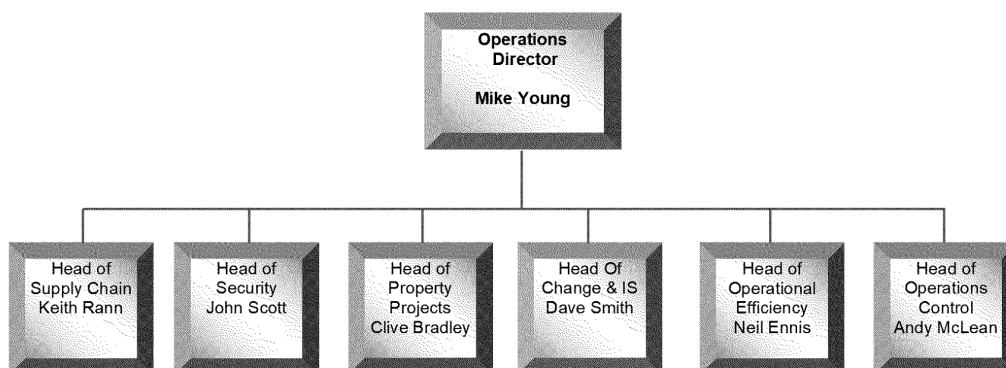 Operations
Director
Mike Young
Head of
Supply Chain
Keith Rann
Head of
Security
John Scott
Head of
Property
Projects
Clive Bradley
Head Of
Change & IS
Dave Smith
Head of
Operational
Efficiency
Neil Ennis
Head of
Operations
Control
Andy McLean